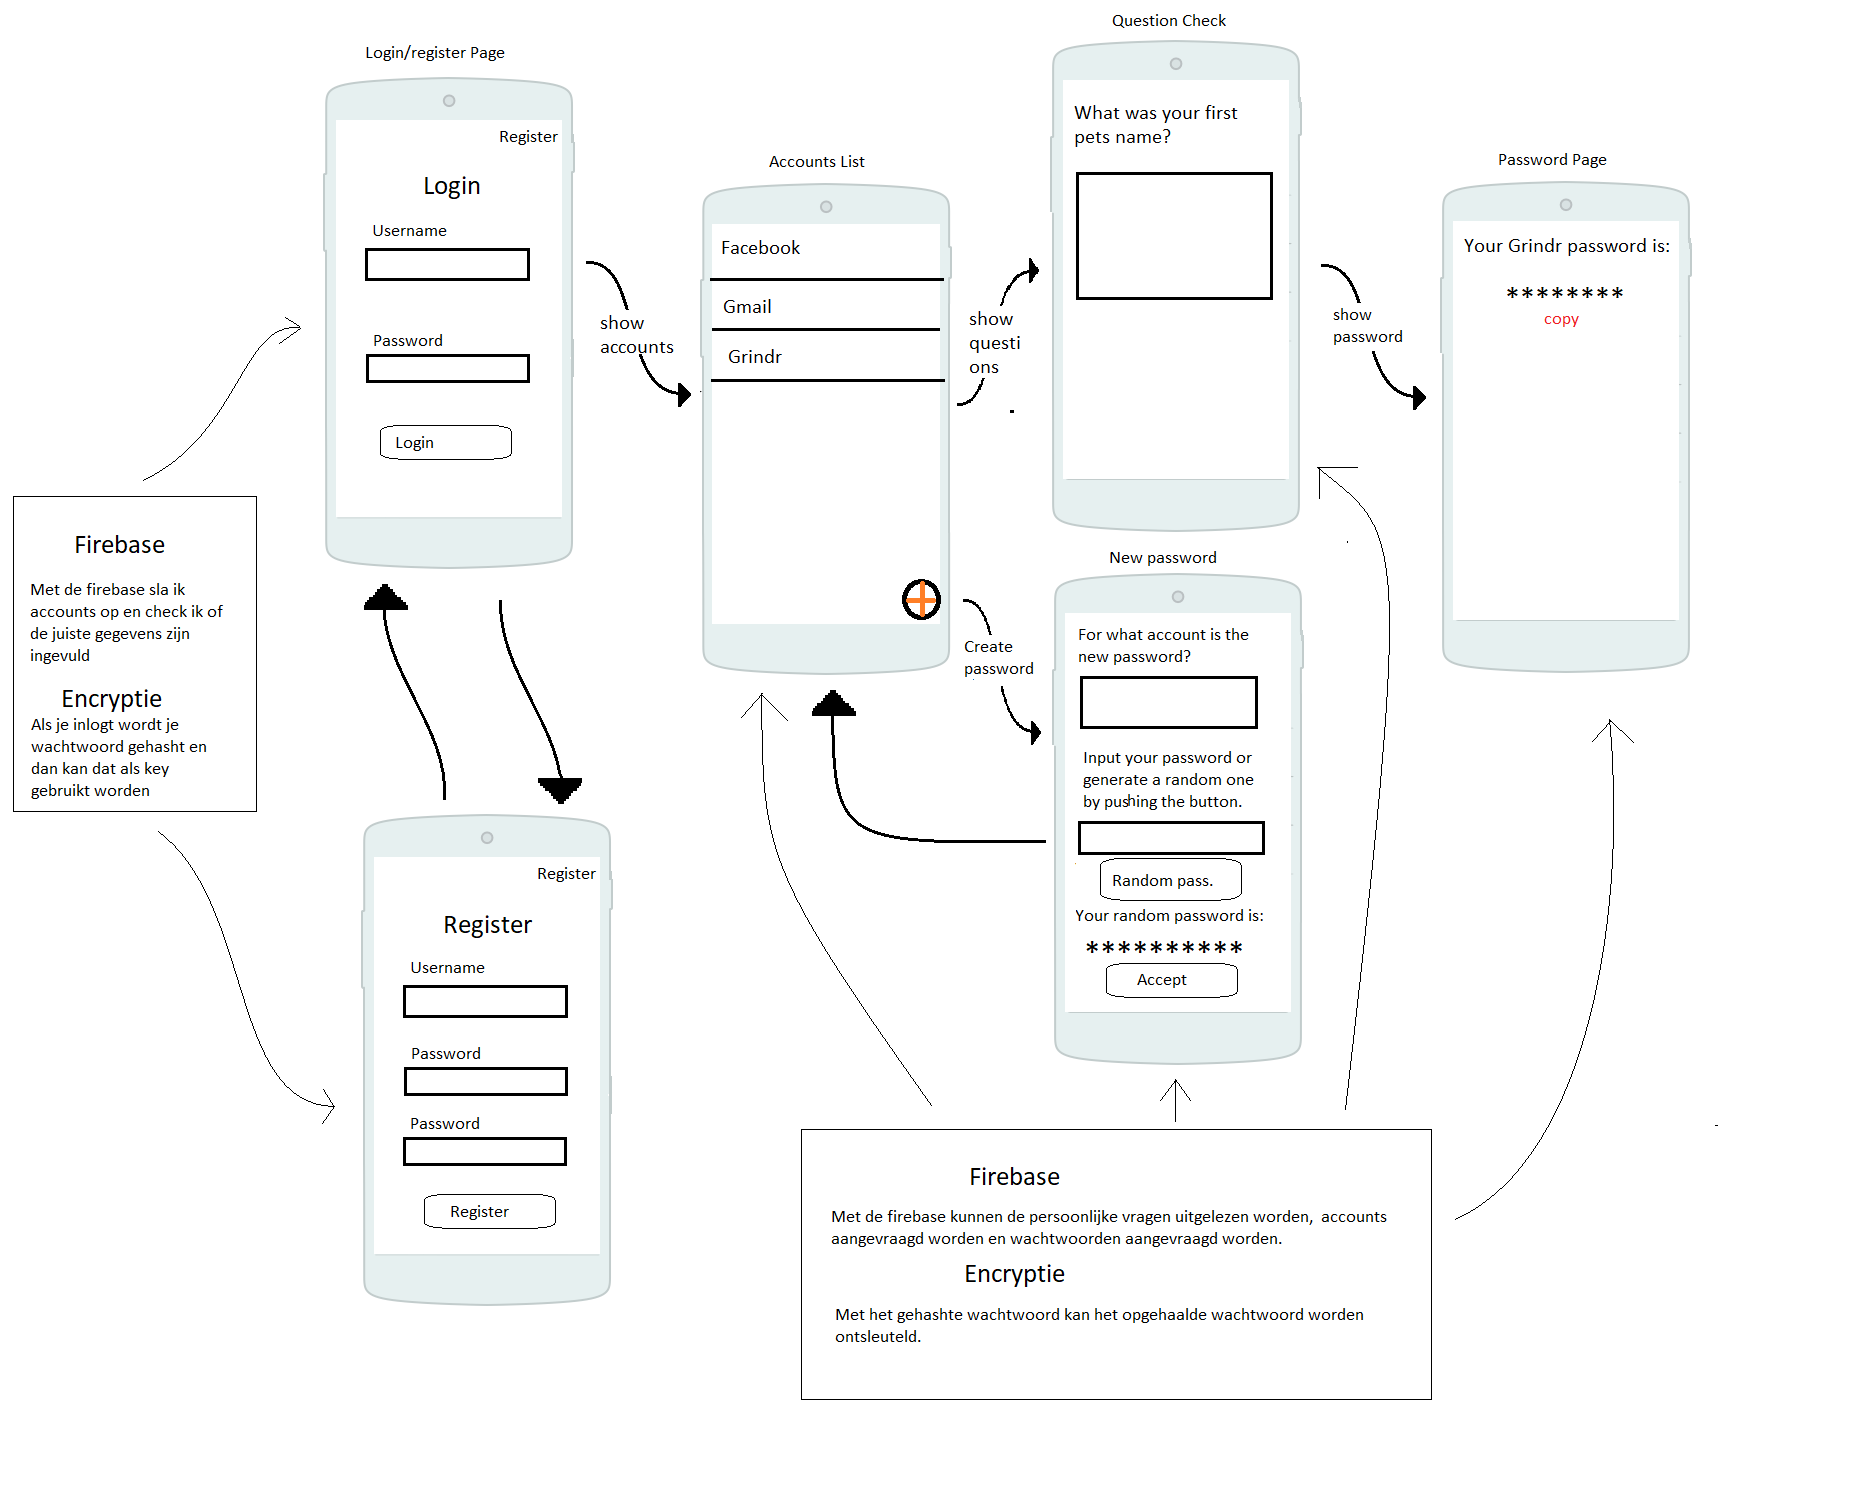 Login/register Page
Register
Login
Username
Password
Login
show
accounts
Accounts List
Facebook
Gmail
Grindr
show
questi
ons
Question Check
What was your first
pets name?
show
password
Password Page
Your Grindr password is:
********
copy
Firebase
Met de firebase sla ik
accounts op en check ik of
de juiste gegevens zijn
ingevuld
Encryptie
Als je inlogt wordt je
wachtwoord gehasht en
dan kan dat als key
gebruikt worden
Register
Register
Username
Password
Password
Register
Create
password
New password
For what account is the
new password?
Input your password or
generate a random one
by pushing the button.
Random pass.
Your random password is:
**********
Accept
Firebase
Met de firebase kunnen de persoonlijke vragen uitgelezen worden, accounts
aangevraagd worden en wachtwoorden aangevraagd worden.
Encryptie
Met het gehashte wachtwoord kan het opgehaalde wachtwoord worden
ontsleuteld.